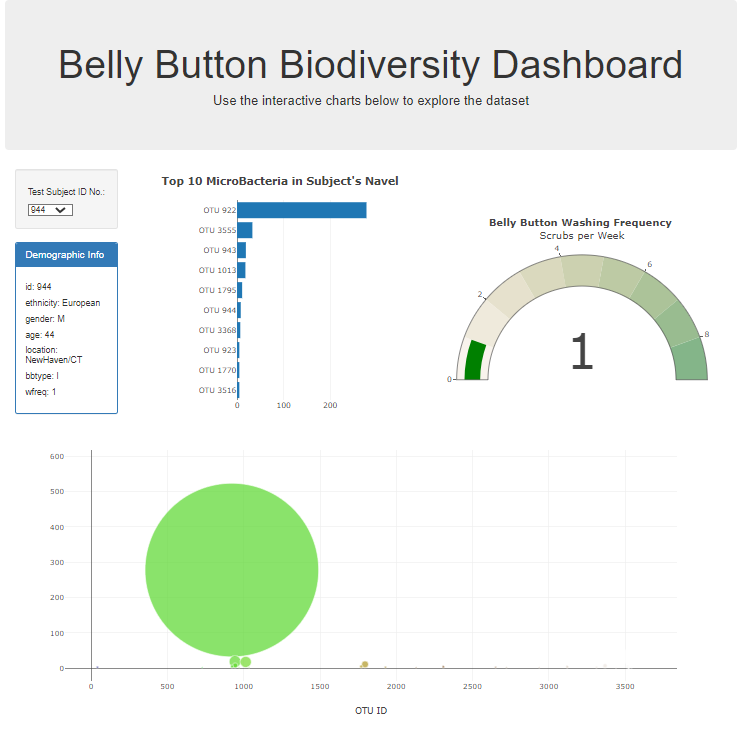 Belly Button Biodiversity Dashboard
Use the interactive charts below to explore the dataset
Test Subject ID No.:
944
Demographic Info
id: 944
ethnicity: European
gender: M
age: 44
location:
NewHaven/CT
bbtype: I
wfreq: 1
Top 10 MicroBacteria in Subject's Navel
OTU 922
OTU 3555
OTU 943
OTU 1013
OTU 1795
OTU 944
OTU 3368
OTU 923
OTU 1770
OTU 3516
0 100 200
Belly Button Washing Frequency
Scrubs per Week
0 2 4 6 8
1
600
500
400
300
200
100
0
0 500 1000 1500 2000 2500 3000 3500
OTU ID